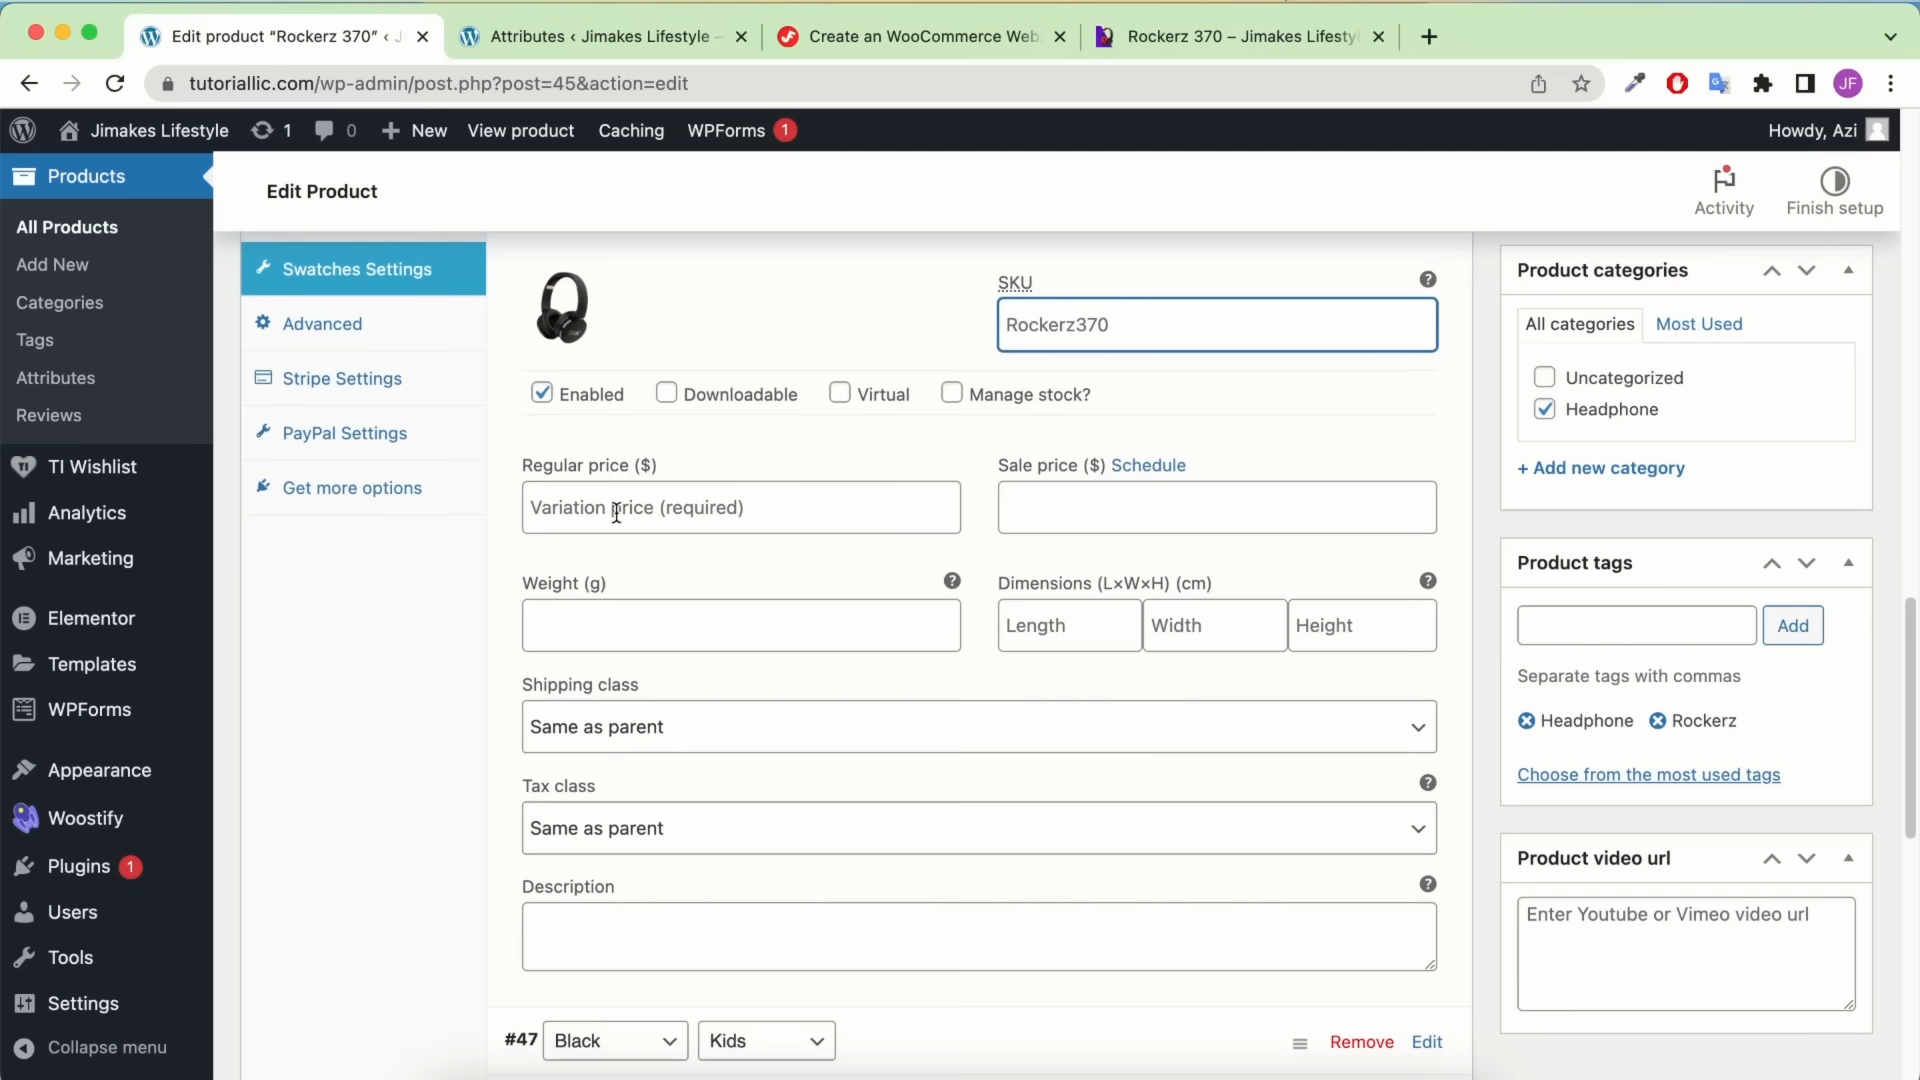 Edit product “Rockerz 370” ‹ J
Attributes ‹ Jimakes Lifestyle –
Create an WooCommerce Web
Rockerz 370 – Jimakes Lifesty
tutoriallic.com/wp-admin/post.php?post=45&action=edit
JF
Jimakes Lifestyle
1
0
New
View product
Caching
WPForms 1
Howdy, Azi
Products
All Products
Add New
Categories
Tags
Attributes
Reviews
TI Wishlist
Analytics
Marketing
Elementor
Templates
WPForms
Appearance
Woostify
Plugins 1
Users
Tools
Settings
Collapse menu
Edit Product
Activity
Finish setup
Swatches Settings
Advanced
Stripe Settings
PayPal Settings
Get more options
SKU
Rockerz370
Enabled
Downloadable
Virtual
Manage stock?
Regular price ($)
Variation price (required)
Sale price ($) Schedule
Weight (g)
Dimensions (L×W×H) (cm)
Length
Width
Height
Shipping class
Same as parent
Tax class
Same as parent
Description
#47 Black Kids
Remove Edit
Product categories
All categories
Most Used
Uncategorized
Headphone
+ Add new category
Product tags
Add
Separate tags with commas
Headphone Rockerz
Choose from the most used tags
Product video url
Enter Youtube or Vimeo video url